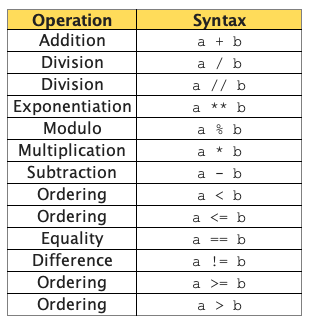 Operation Syntax
Addition a + b
Division a / b
Division a // b
Exponentiation a ** b
Modulo a % b
Multiplication a * b
Subtraction a - b
Ordering a < b
Ordering a <= b
Equality a == b
Difference a != b
Ordering a >= b
Ordering a > b